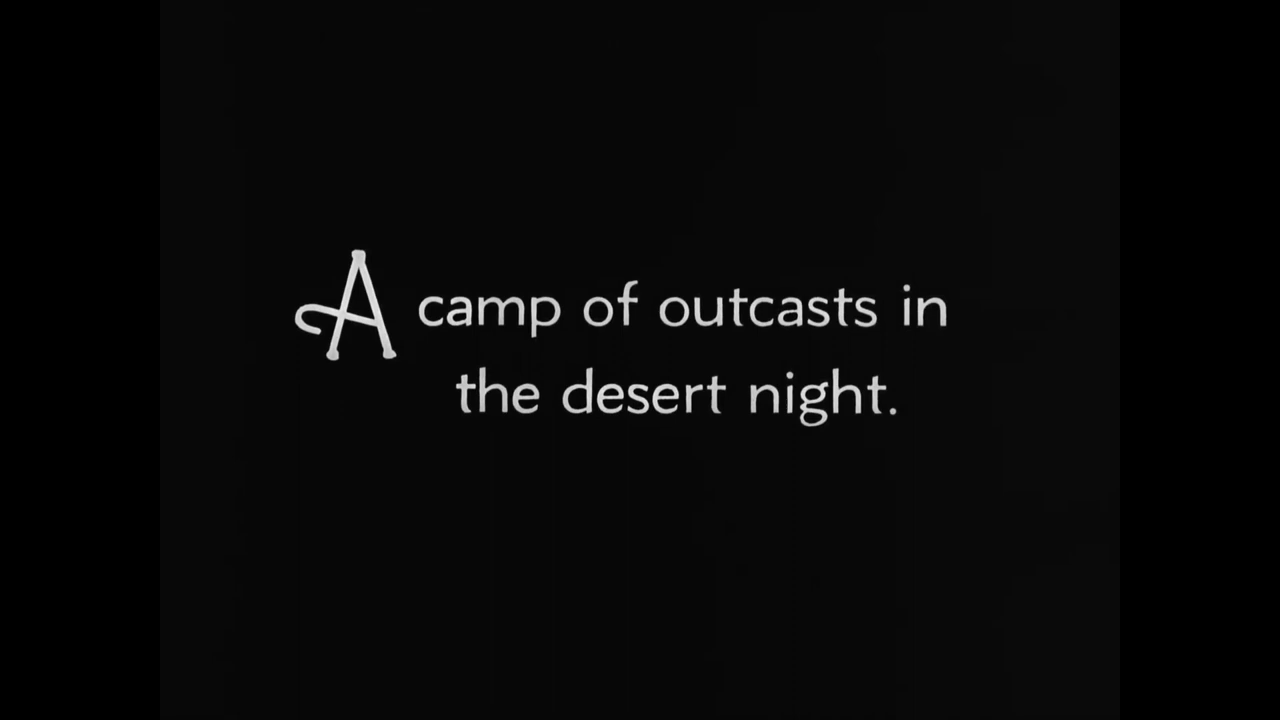 A camp of outcasts in
the desert night.